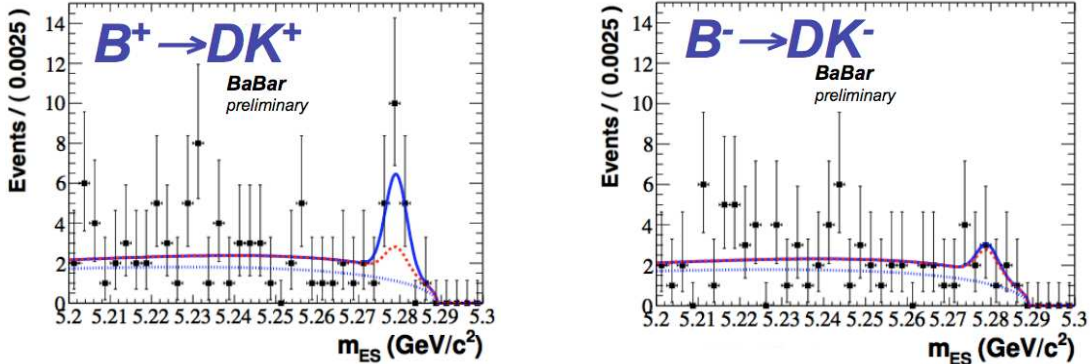 B⁺→DK⁺
BaBar
preliminary
Events / ( 0.0025 )
14
12
10
8
6
4
2
0
5.2 5.21 5.22 5.23 5.24 5.25 5.26 5.27 5.28 5.29 5.3
m_ES (GeV/c²)
B⁻→DK⁻
BaBar
preliminary
Events / ( 0.0025 )
14
12
10
8
6
4
2
0
5.2 5.21 5.22 5.23 5.24 5.25 5.26 5.27 5.28 5.29 5.3
m_ES (GeV/c²)